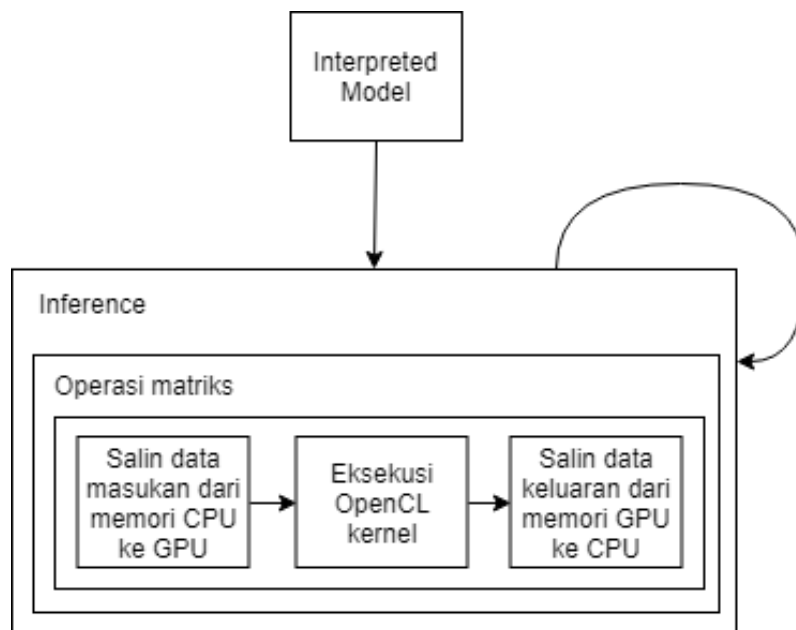 Interpreted
Model
Inference
Operasi matriks
Salin data
masukan dari
memori CPU
ke GPU
Eksekusi
OpenCL
kernel
Salin data
keluaran dari
memori GPU
ke CPU